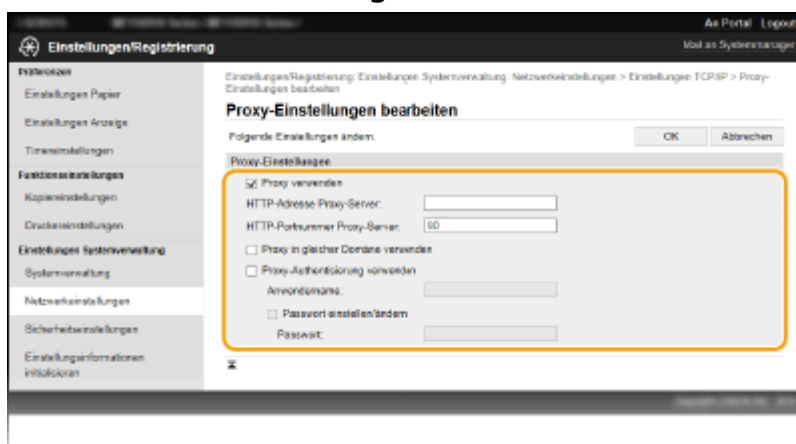 An Portal Logout
Einstellungen/Registrierung
Mail an Systemmanager
Präferenzen
Einstellungen Papier
Einstellungen Anzeige
Timereinstellungen
Funktionseinstellungen
Kopiereinstellungen
Druckereinstellungen
Einstellungen Systemverwaltung
Systemverwaltung
Netzwerkeinstellungen
Sicherheitseinstellungen
Einstellungsinformationen
initialisieren
Einstellungen/Registrierung: Einstellungen Systemverwaltung: Netzwerkeinstellungen > Einstellungen TCP/IP > Proxy-
Einstellungen bearbeiten
Proxy-Einstellungen bearbeiten
Folgende Einstellungen ändern.
OK Abbrechen
Proxy-Einstellungen
Proxy verwenden
HTTP-Adresse Proxy-Server:
HTTP-Portnummer Proxy-Server: 80
Proxy in gleicher Domäne verwenden
Proxy-Authentisierung verwenden
Anwendername:
Passwort einstellen/ändern
Passwort: